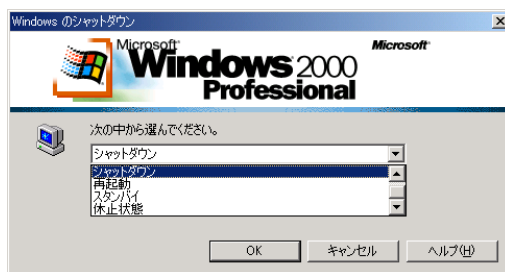 Windows のシャットダウン
Microsoft
Windows 2000
Professional
Microsoft
次の中から選んでください。
シャットダウン
シャットダウン
再起動
スタンバイ
休止状態
OK
キャンセル
ヘルプ(H)